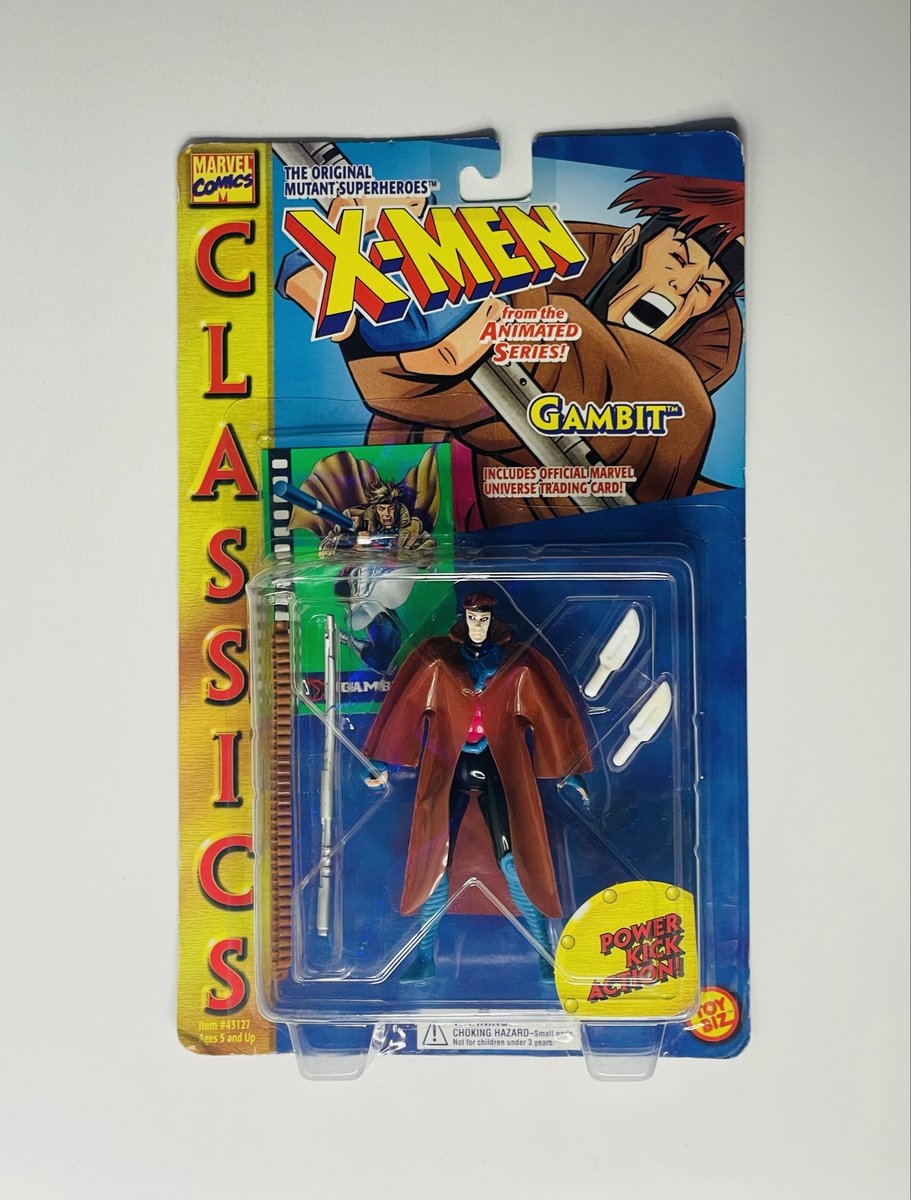 MARVEL
COMICS
CLASSICS
THE ORIGINAL
MUTANT SUPERHEROES™
X-MEN
from the
ANIMATED
SERIES!
GAMBIT™
INCLUDES OFFICIAL MARVEL
UNIVERSE TRADING CARD!
GAMB
POWER
KICK
ACTION!!
TOY
BIZ
Item #43127
Ages 5 and Up
CHOKING HAZARD–Small parts.
Not for children under 3 years.